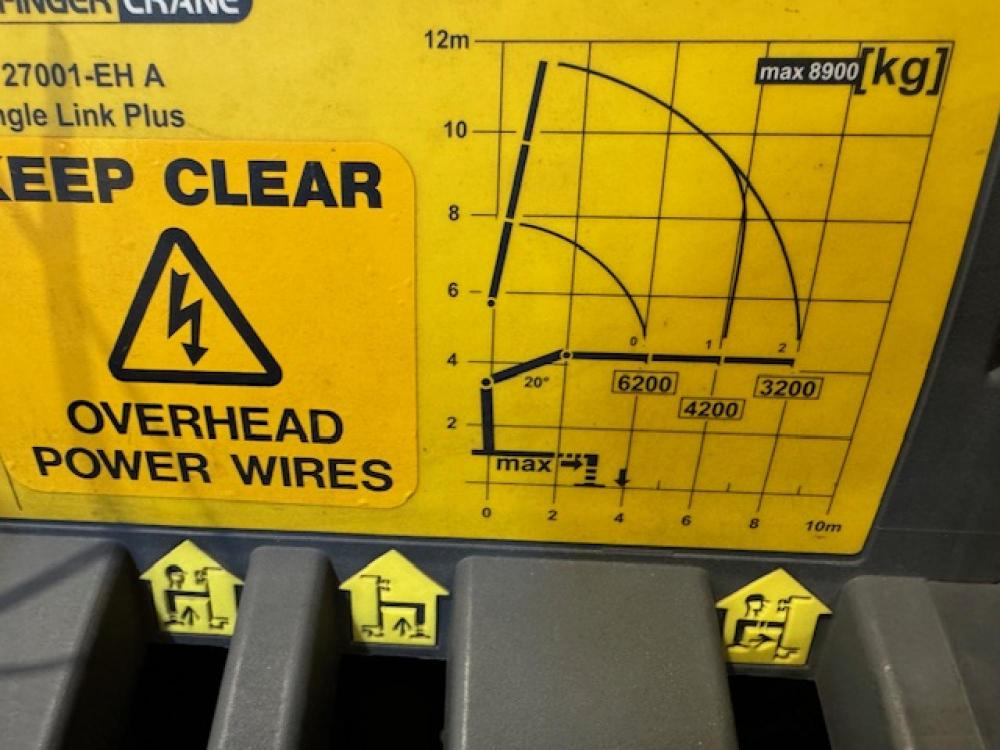 CRANE
27001-EH A
Link Plus
KEEP CLEAR
OVERHEAD
POWER WIRES
12m
max 8900 [kg]
10
8
6
4
2
0
1
2
20°
6200
4200
3200
max
0
2
4
6
8
10m